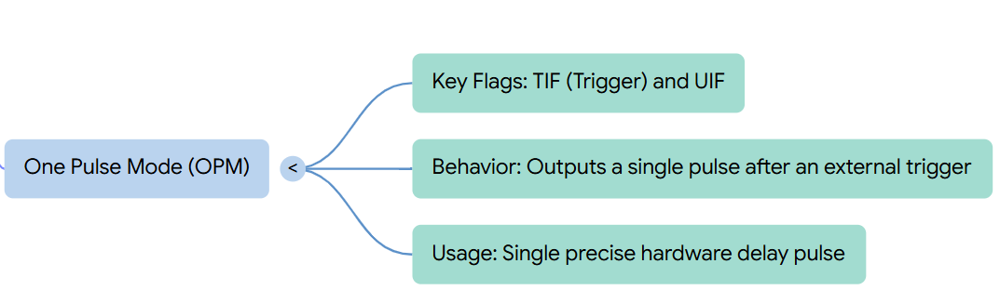 Key Flags: TIF (Trigger) and UIF
One Pulse Mode (OPM)
<
Behavior: Outputs a single pulse after an external trigger
Usage: Single precise hardware delay pulse